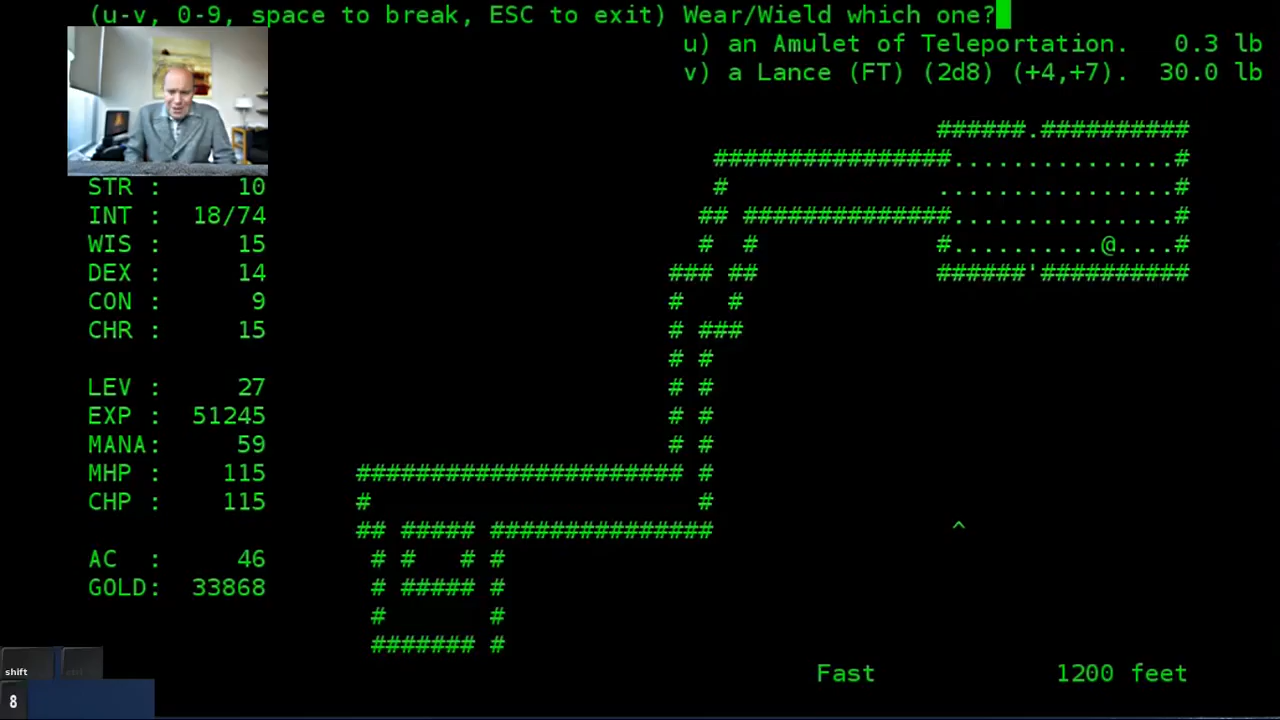 (u-v, 0-9, space to break, ESC to exit) Wear/Wield which one?
u) an Amulet of Teleportation.   0.3 lb
v) a Lance (FT) (2d8) (+4,+7).  30.0 lb
######.##########
################...............#
#               ................#
## ##############...............#
#  #            #..........@....#
### ##            ######'##########
#   #
# ###
# #
# #
# #
# #
###################### #
#                       #
## ##### ###############
# #   # #
# ##### #
#       #
####### #
^
STR :       10
INT :    18/74
WIS :       15
DEX :       14
CON :        9
CHR :       15
LEV :       27
EXP :    51245
MANA:       59
MHP :      115
CHP :      115
AC  :       46
GOLD:    33868
Fast
1200 feet
shift
8